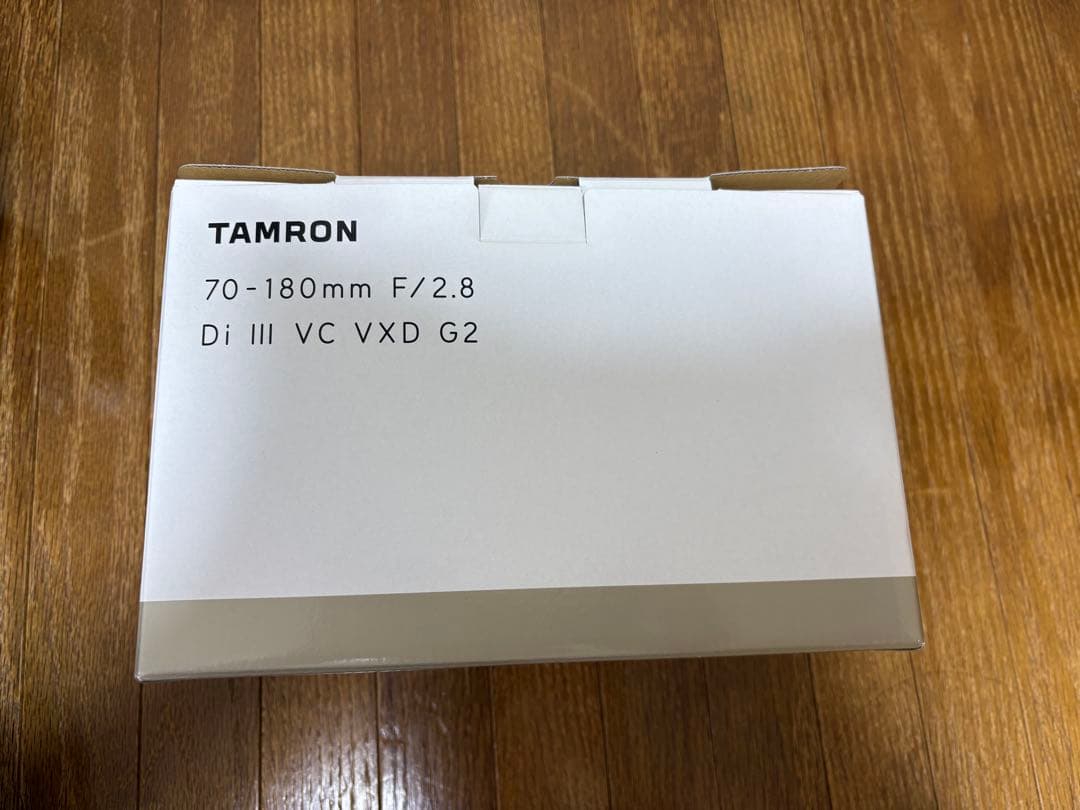 TAMRON
70-180mm F/2.8
Di III VC VXD G2